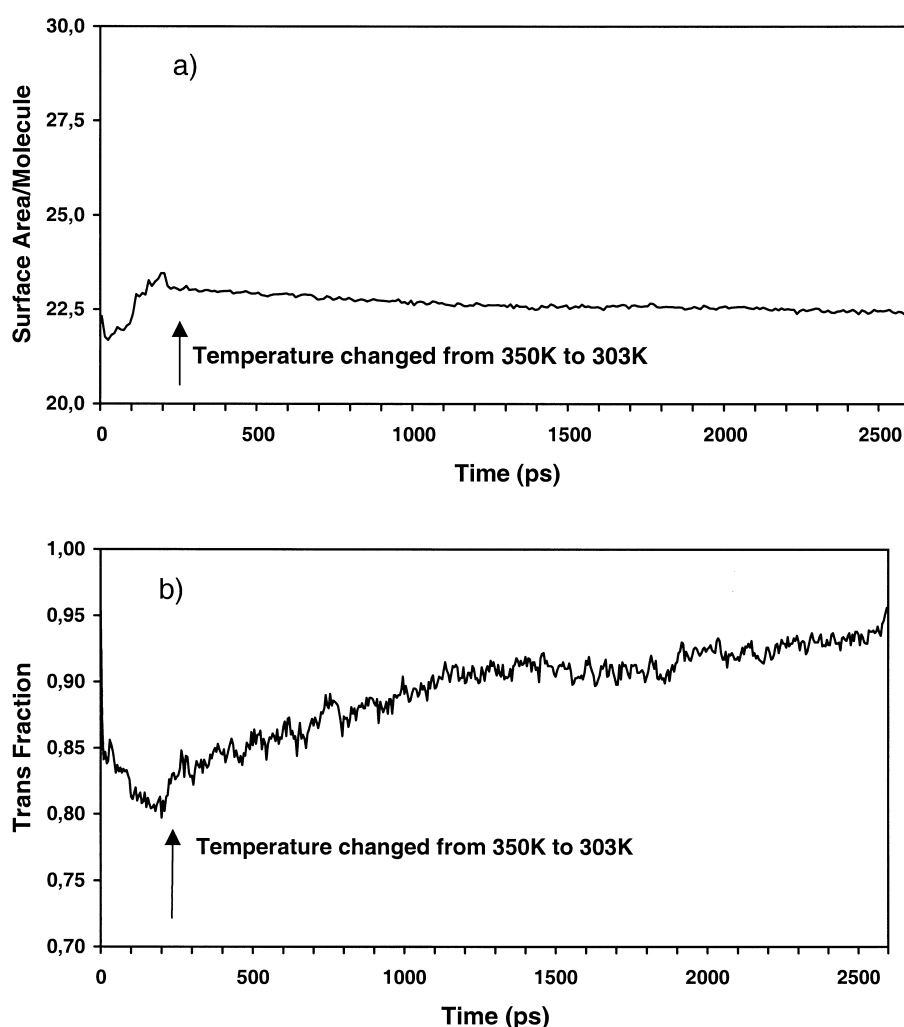 30,0
a)
27,5
25,0
22,5
20,0
Surface Area/Molecule
Temperature changed from 350K to 303K
0 500 1000 1500 2000 2500
Time (ps)
1,00
b)
0,95
0,90
0,85
0,80
0,75
0,70
Trans Fraction
Temperature changed from 350K to 303K
0 500 1000 1500 2000 2500
Time (ps)